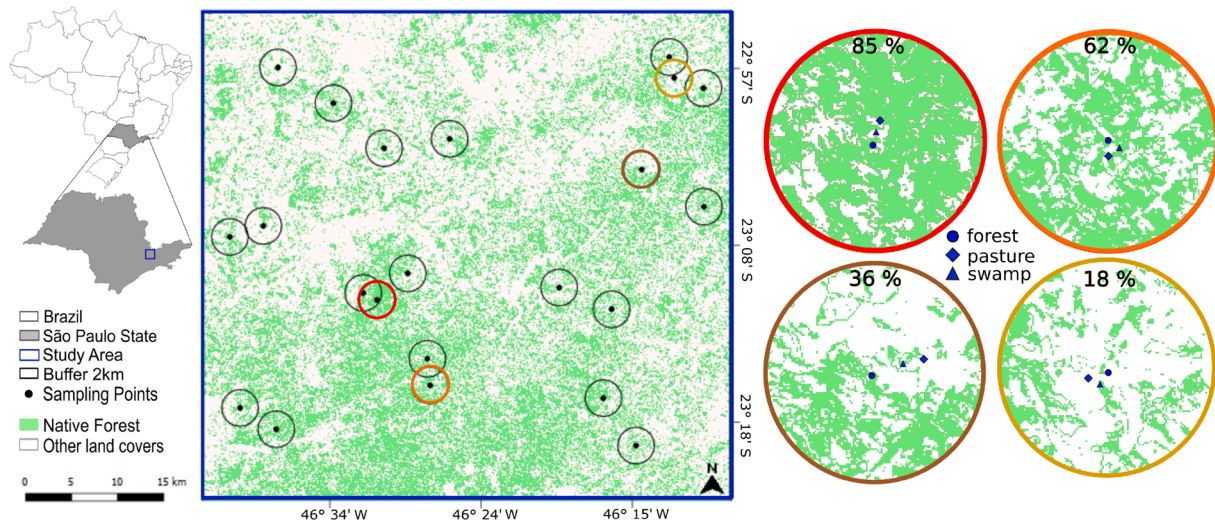 Brazil
São Paulo State
Study Area
Buffer 2km
Sampling Points
Native Forest
Other land covers
0 5 10 15 km
22° 57' S
23° 08' S
23° 18' S
N
46° 34' W
46° 24' W
46° 15' W
85 %
62 %
forest
pasture
swamp
36 %
18 %